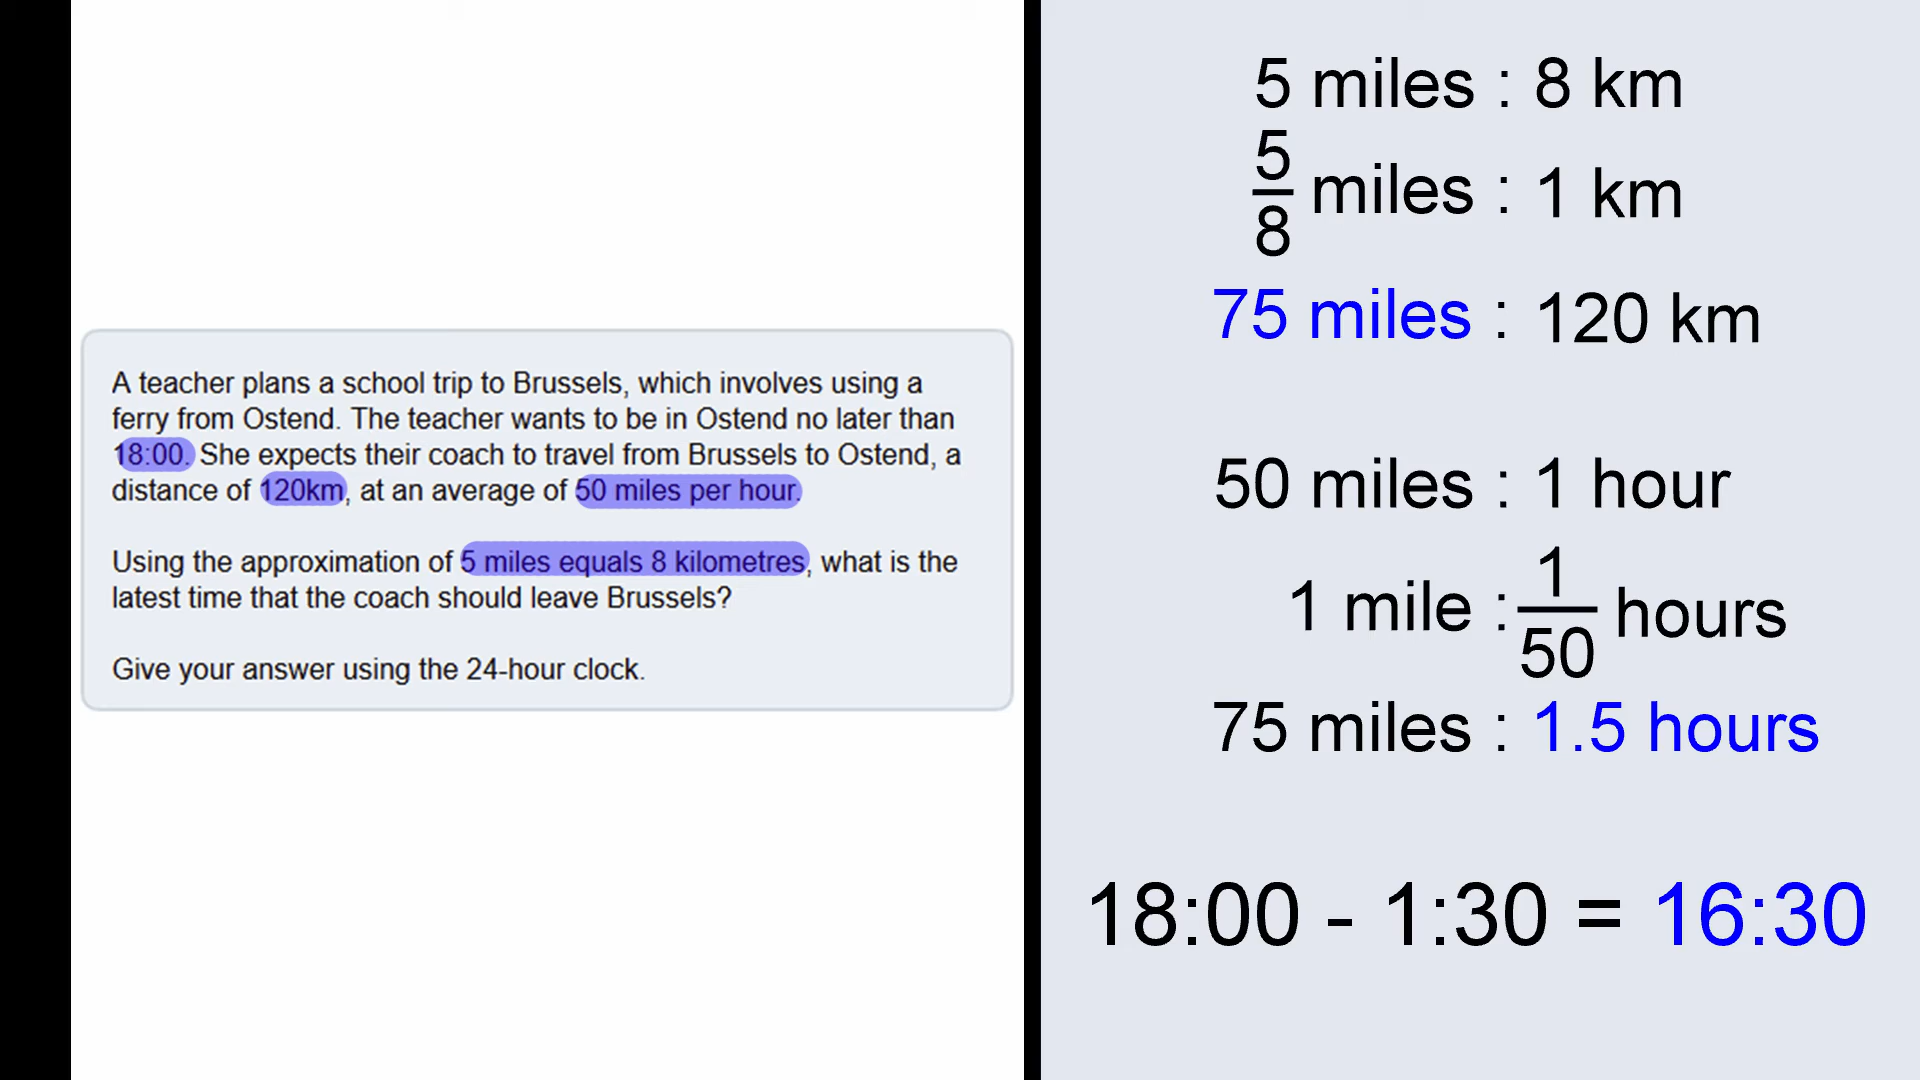 A teacher plans a school trip to Brussels, which involves using a
ferry from Ostend. The teacher wants to be in Ostend no later than
18:00. She expects their coach to travel from Brussels to Ostend, a
distance of 120km, at an average of 50 miles per hour.
Using the approximation of 5 miles equals 8 kilometres, what is the
latest time that the coach should leave Brussels?
Give your answer using the 24-hour clock.
5 miles : 8 km
5/8 miles : 1 km
75 miles : 120 km
50 miles : 1 hour
1 mile : 1/50 hours
75 miles : 1.5 hours
18:00 - 1:30 = 16:30